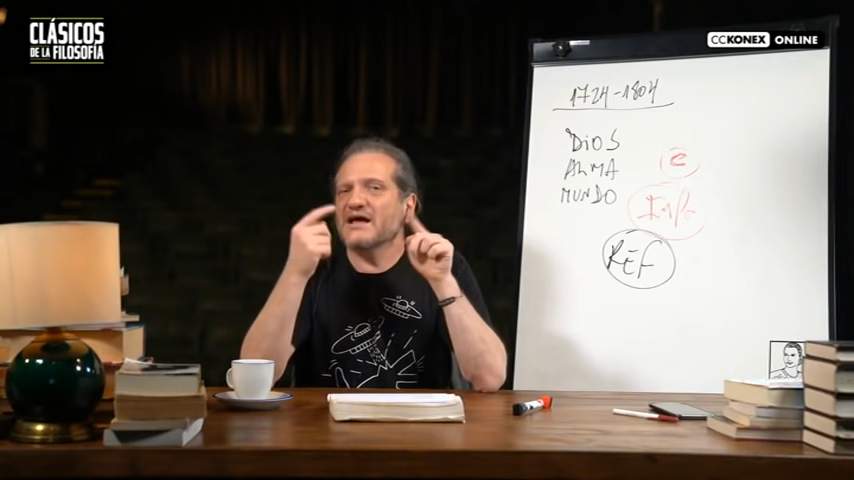 CLÁSICOS
de la FILOSOFÍA
CCKONEX ONLINE
1724-1804
DIOS
ALMA
MUNDO
e
REF